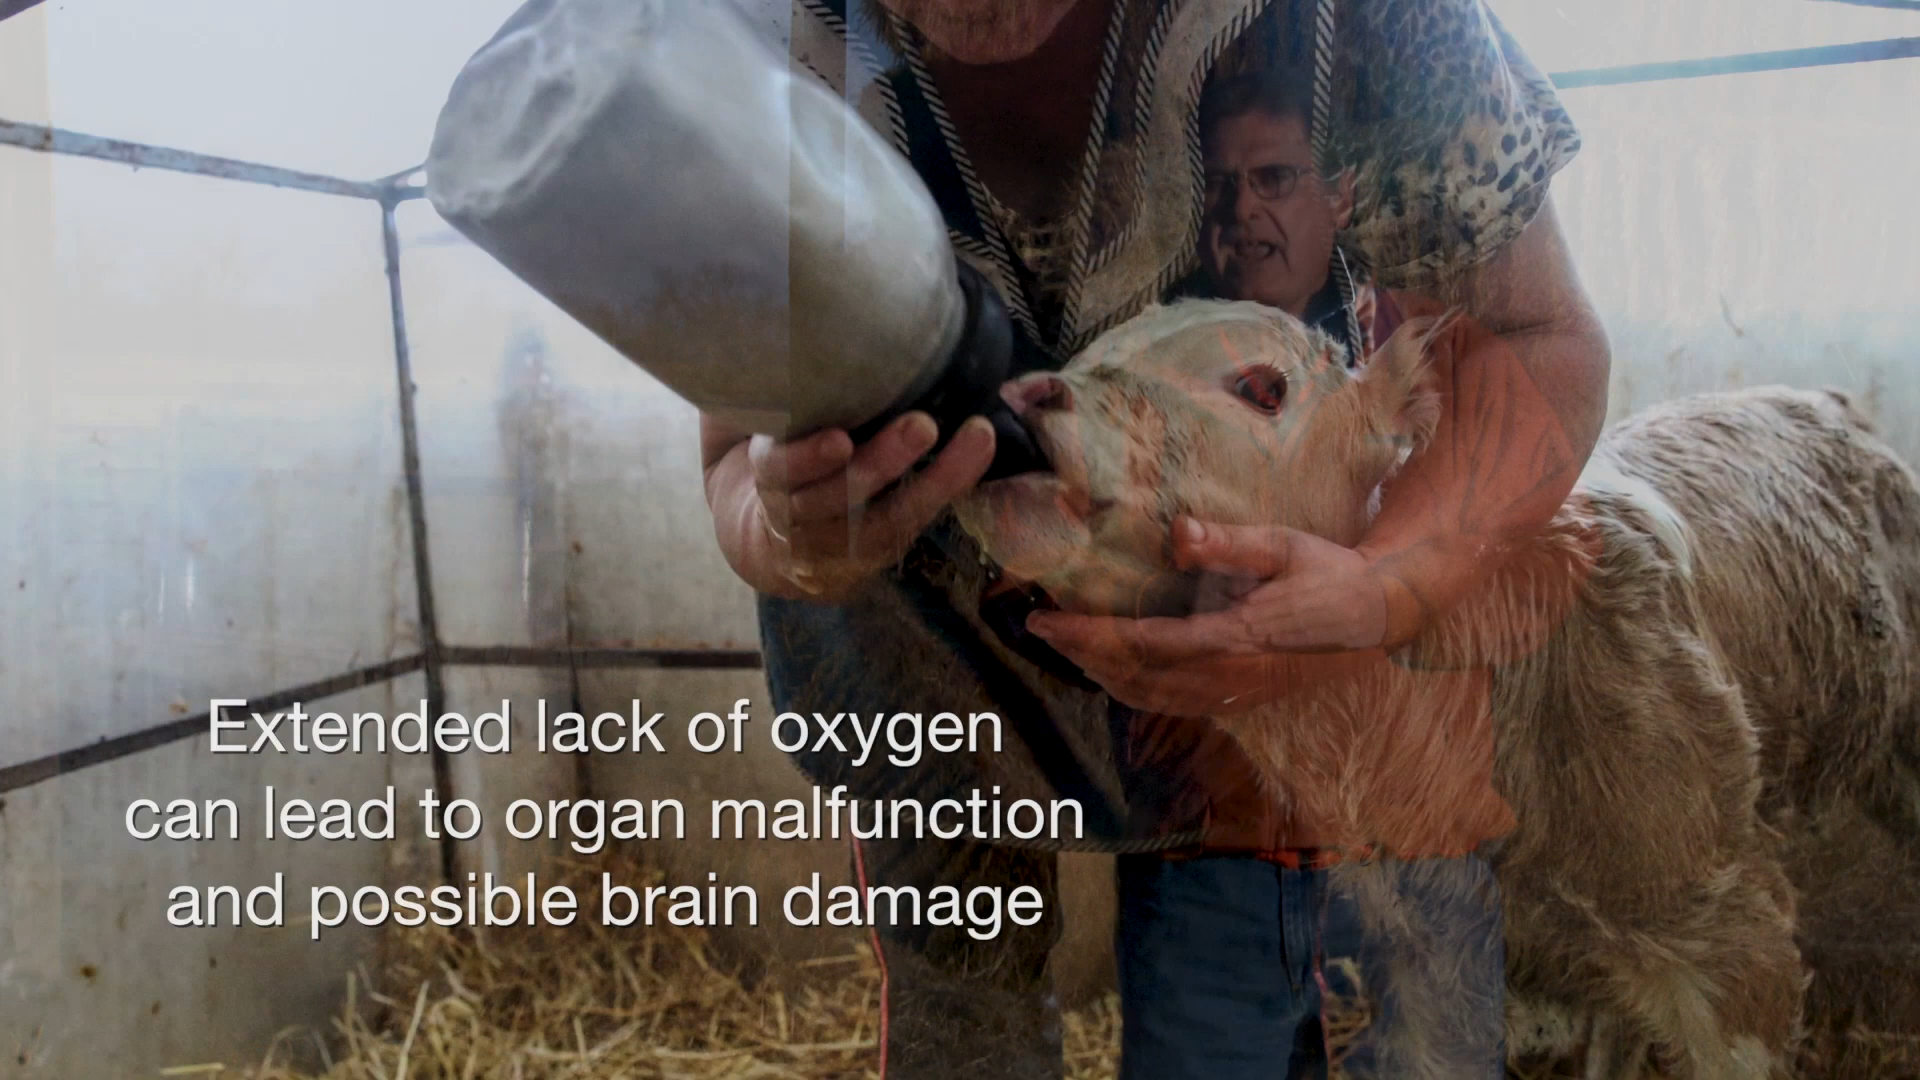 Extended lack of oxygen
can lead to organ malfunction
and possible brain damage